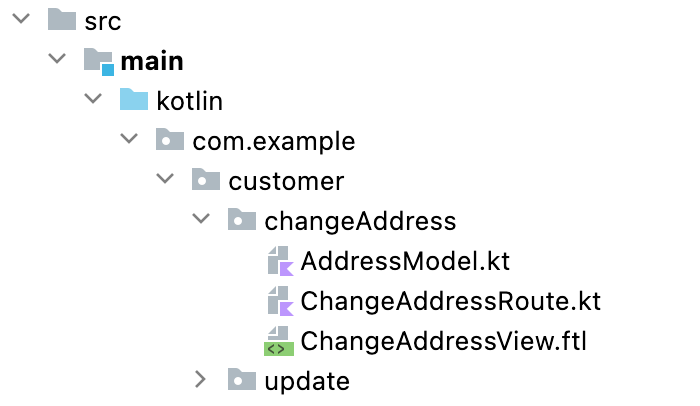 src
main
kotlin
com.example
customer
changeAddress
AddressModel.kt
ChangeAddressRoute.kt
ChangeAddressView.ftl
update